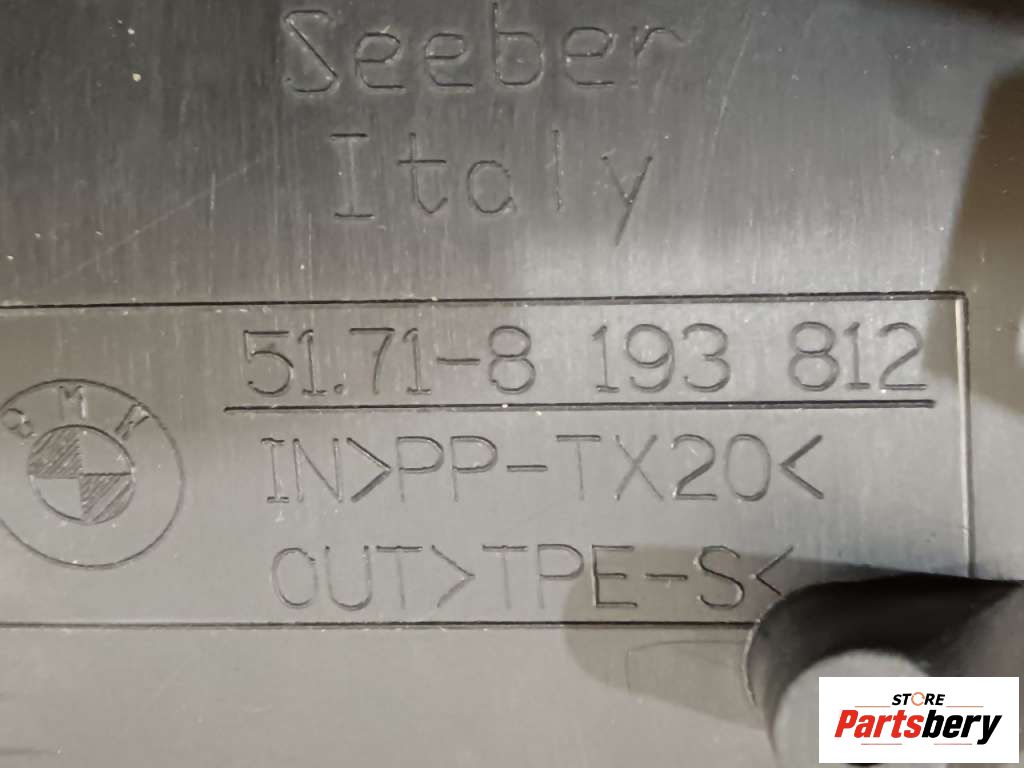 Seeber
Italy
51.71-8 193 812
BMW
IN>PP-TX20<
OUT>TPE-S<
STORE
Partsbery